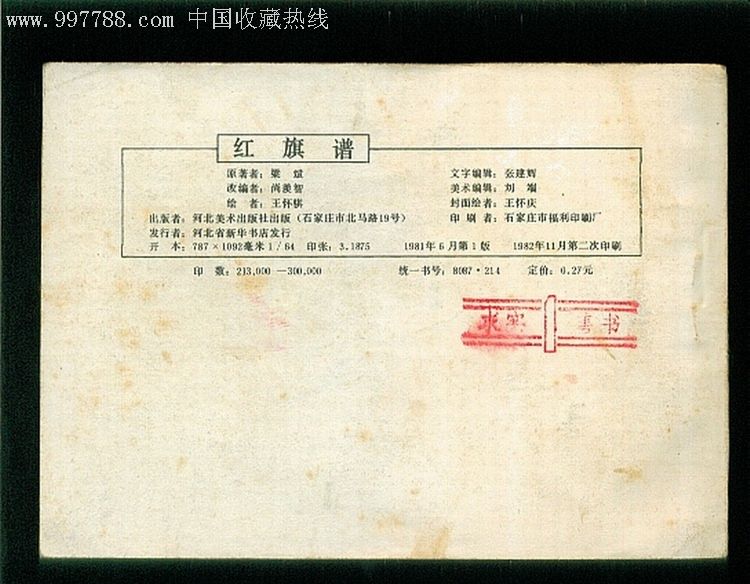 www.997788.com 中国收藏热线
红旗谱
原著者：梁斌 文字编辑：张建辉
改编者：尚羡智 美术编辑：刘端
绘者：王怀骐 封面绘者：王怀庆
出版者：河北美术出版社出版（石家庄市北马路19号） 印刷者：石家庄市福利印刷厂
发行者：河北省新华书店发行
开本：787×1092毫米1/64 印张：3.1875 1981年6月第1版 1982年11月第二次印刷
印数：213,000—300,000 统一书号：8087·214 定价：0.27元
求实 书